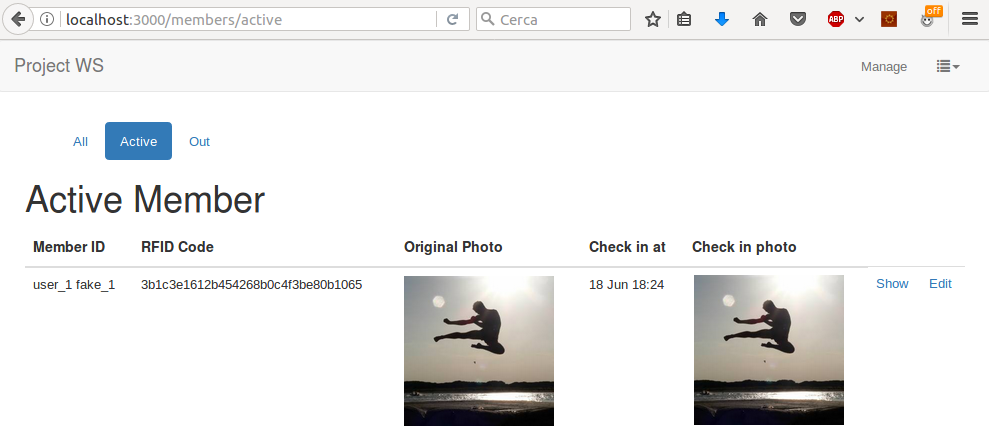 localhost:3000/members/active
Cerca
ABP
off
Project WS
Manage
All
Active
Out
Active Member
Member ID RFID Code Original Photo Check in at Check in photo
user_1 fake_1 3b1c3e1612b454268b0c4f3be80b1065 18 Jun 18:24 Show Edit